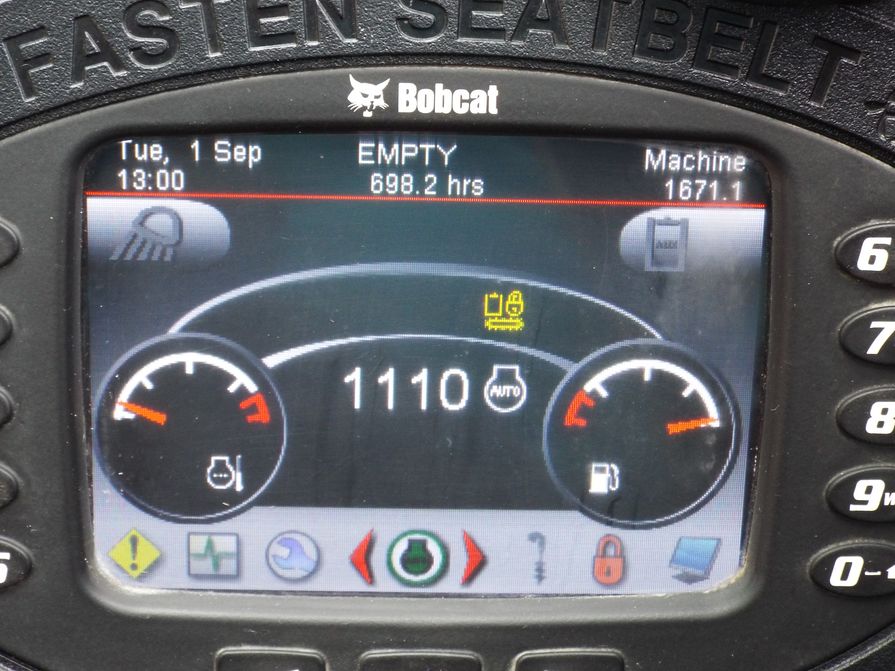 FASTEN SEATBELT
Bobcat
Tue, 1 Sep
13:00
EMPTY
698.2 hrs
Machine
1671.1
AUX
1110
AUTO
6
7
8
9
0